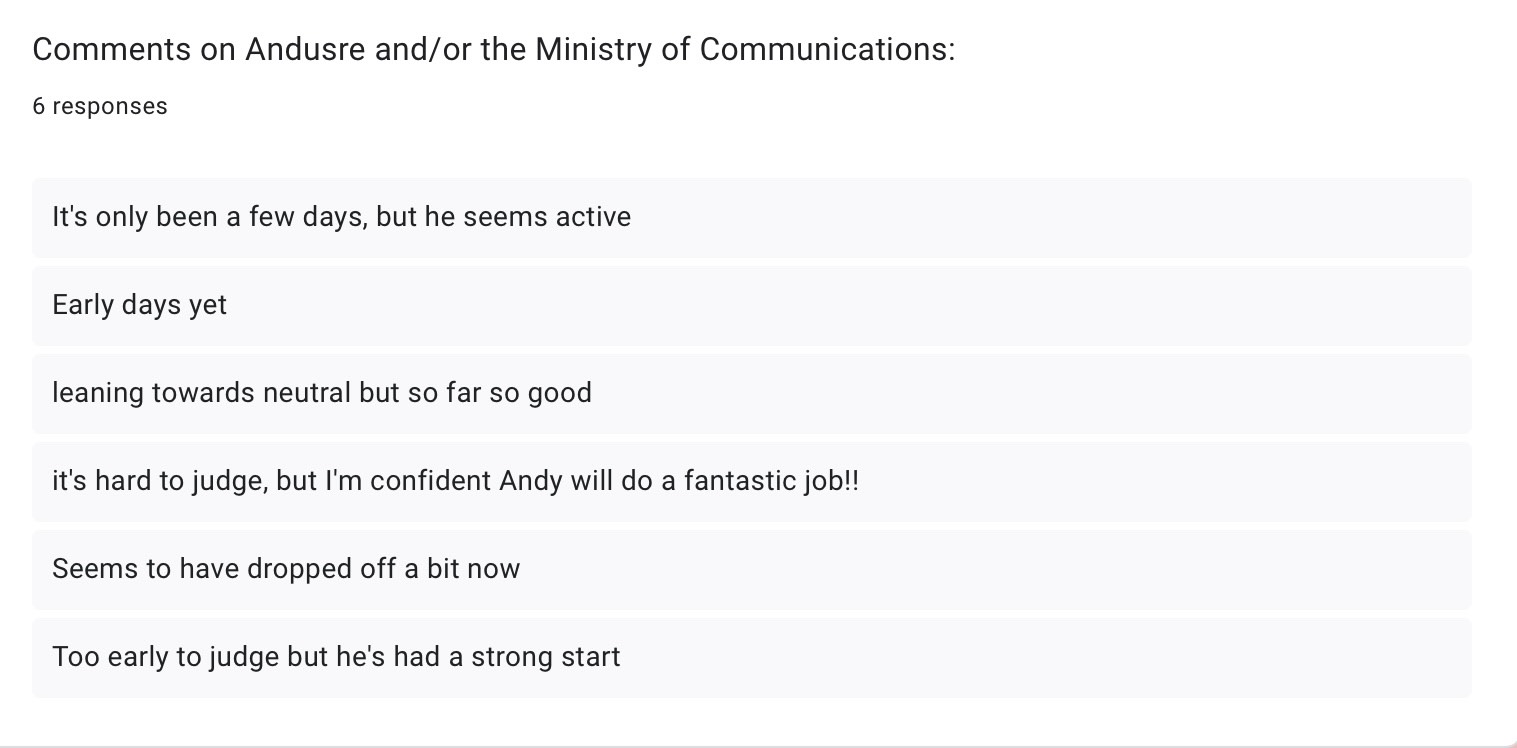 Comments on Andusre and/or the Ministry of Communications:
6 responses
It's only been a few days, but he seems active
Early days yet
leaning towards neutral but so far so good
it's hard to judge, but I'm confident Andy will do a fantastic job!!
Seems to have dropped off a bit now
Too early to judge but he's had a strong start